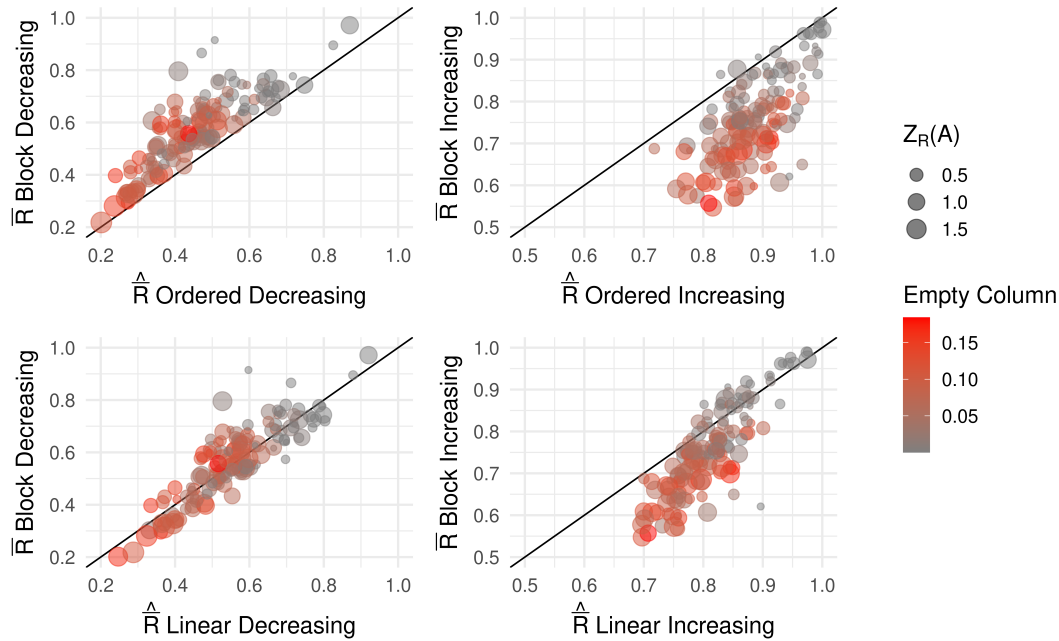 R̅ Block Decreasing
1.0
0.8
0.6
0.4
0.2
0.2 0.4 0.6 0.8 1.0
R̅̂ Ordered Decreasing
R̅ Block Increasing
1.0
0.9
0.8
0.7
0.6
0.5
0.5 0.6 0.7 0.8 0.9 1.0
R̅̂ Ordered Increasing
R̅ Block Decreasing
1.0
0.8
0.6
0.4
0.2
0.2 0.4 0.6 0.8 1.0
R̅̂ Linear Decreasing
R̅ Block Increasing
1.0
0.9
0.8
0.7
0.6
0.5
0.5 0.6 0.7 0.8 0.9 1.0
R̅̂ Linear Increasing
Z_R(A)
0.5
1.0
1.5
Empty Column
0.15
0.10
0.05